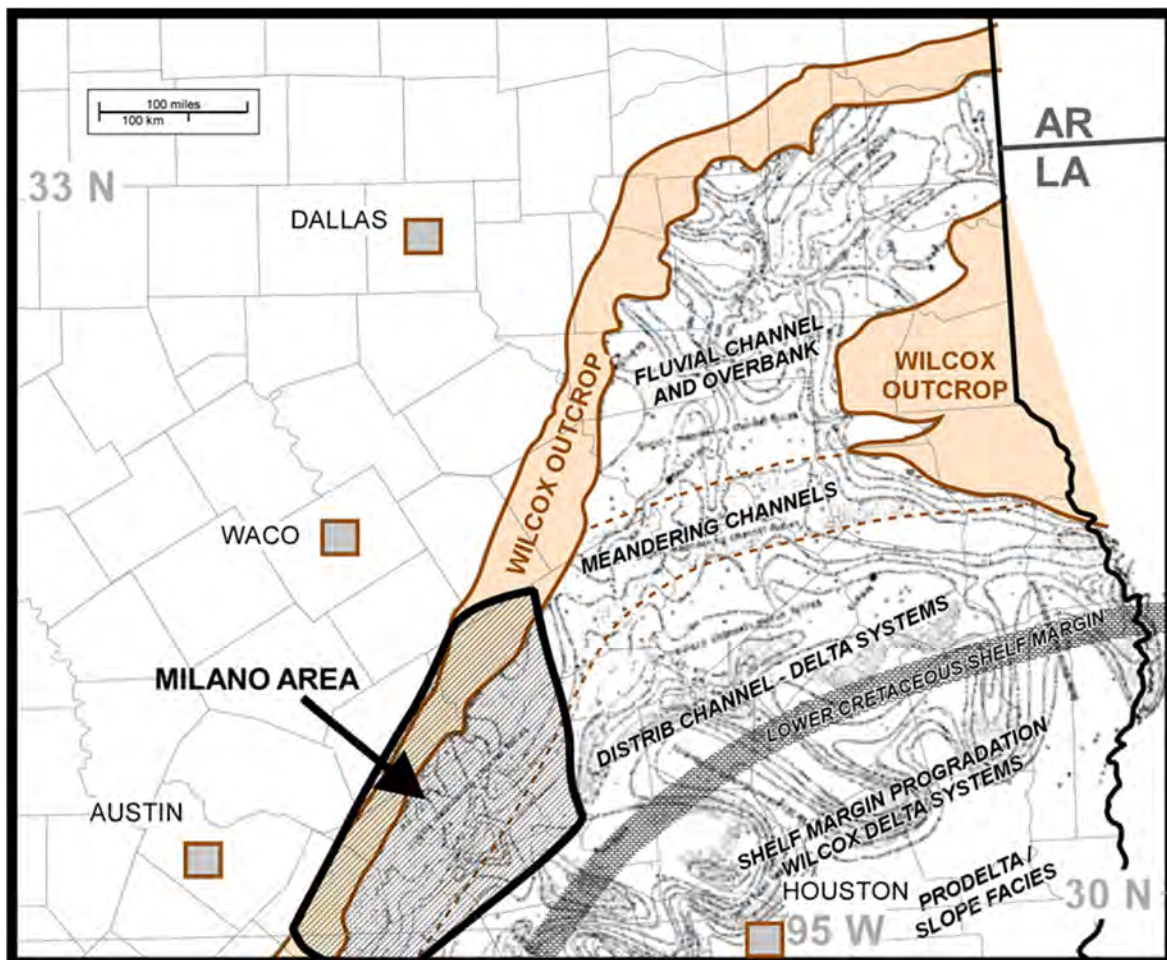 100 miles
100 km
AR
LA
33 N
DALLAS
FLUVIAL CHANNEL
AND OVERBANK
WILCOX
OUTCROP
WILCOX OUTCROP
WACO
MEANDERING CHANNELS
DISTRIB CHANNEL - DELTA SYSTEMS
LOWER CRETACEOUS SHELF MARGIN
MILANO AREA
SHELF MARGIN PROGRADATION
WILCOX DELTA SYSTEMS
AUSTIN
HOUSTON
PRODELTA /
SLOPE FACIES
30 N
95 W